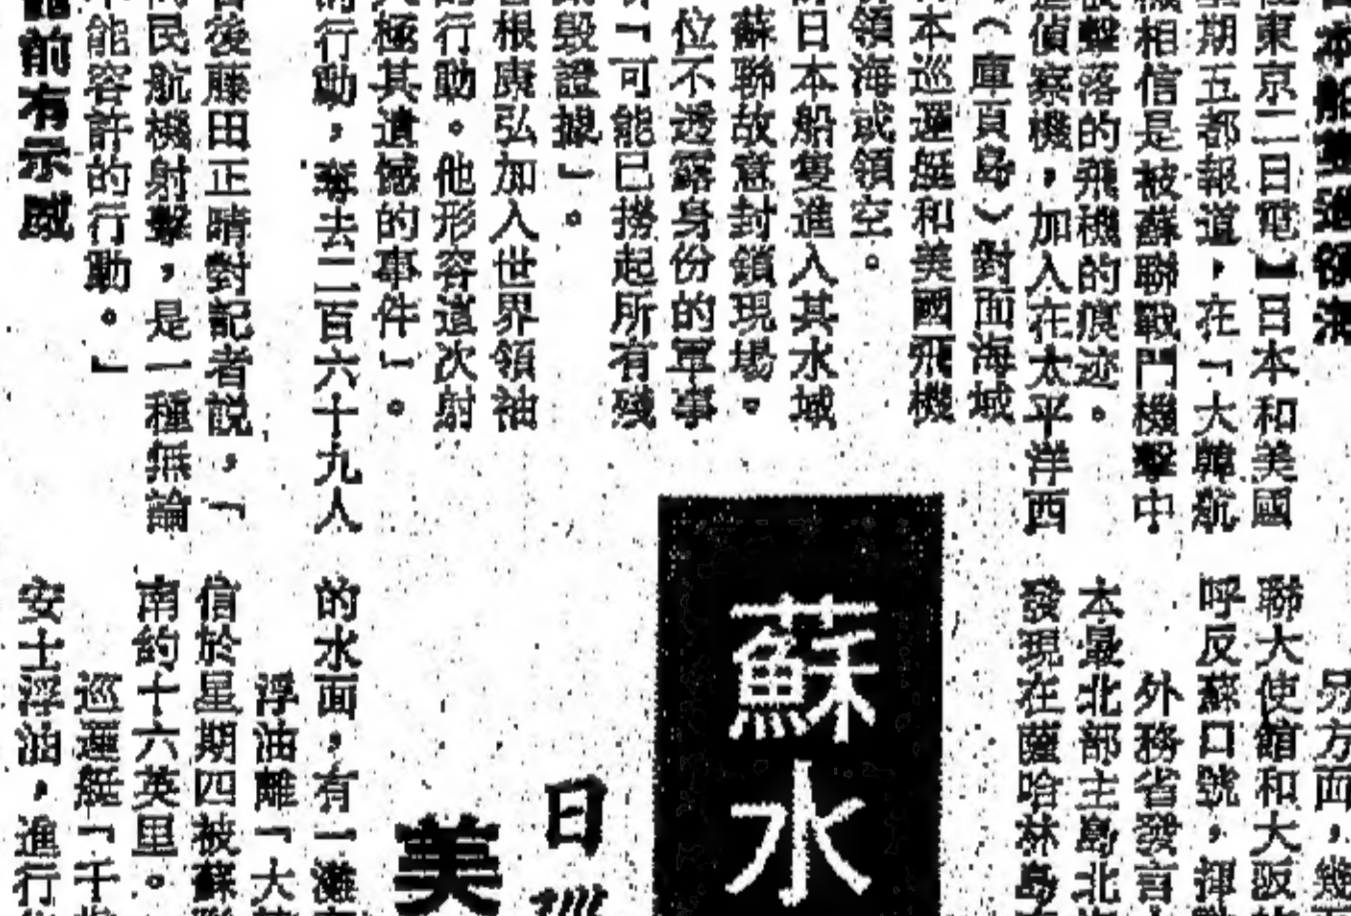 本船隻進領海
東京二日電】日本和美國
期五都報道，在「大韓航
機相信是被蘇聯戰鬥機擊中
被擊落的飛機的痕迹。
偵察機，加入在太平洋西
（庫頁島）對面海域
本巡邏艇和美國飛機
領海或領空。
日本船隻進入其水域
蘇聯故意封鎖現場。
位不透露身份的軍事
「可能已撈起所有殘
毀證據」。
根康弘加入世界領袖
的行動。他形容這次射
極其遺憾的事件」。
行動，奪去二百六十九人
後藤田正晴對記者說，「
民航機射擊，是一種無論
能容許的行動。」
前有示威
另方面，幾
聯大使館和大阪
呼反蘇口號，揮
外務省發言
本最北部主島北
發現在薩哈林島
蘇水
日巡
美
的水面，有一灘
浮油離「大
信於星期四被蘇
南約十六英里。
巡邏艇「千
安士浮油，進行